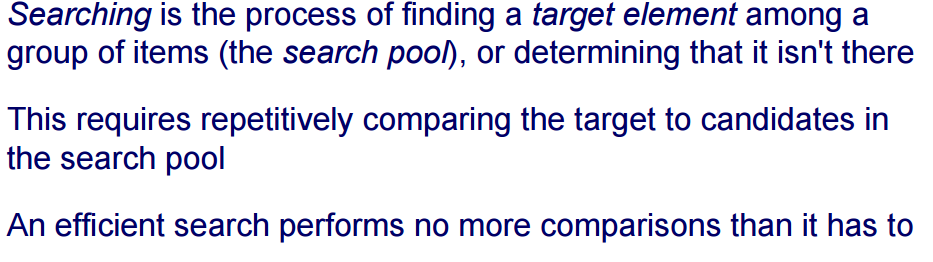 Searching is the process of finding a target element among a
group of items (the search pool), or determining that it isn't there
This requires repetitively comparing the target to candidates in
the search pool
An efficient search performs no more comparisons than it has to